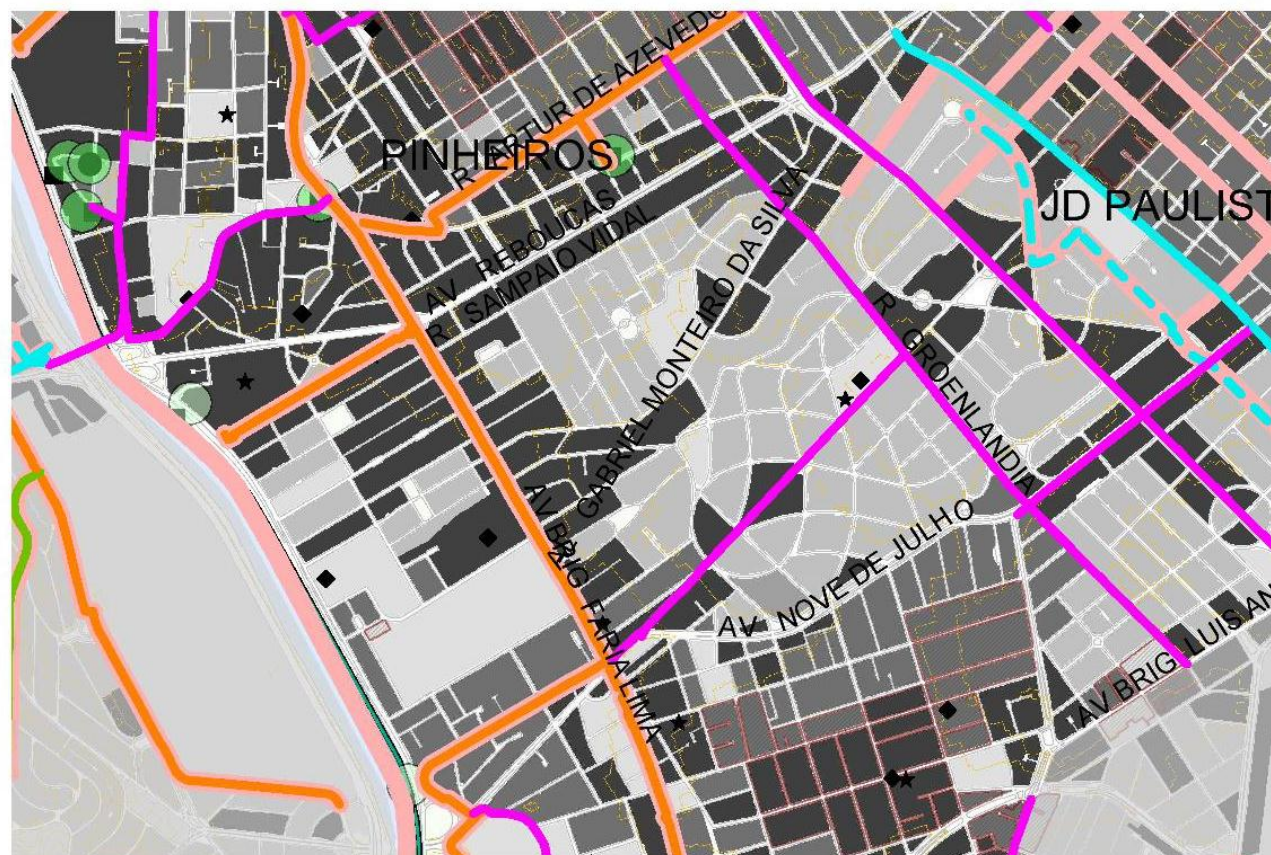 PINHEIROS
R ARTUR DE AZEVEDO
AV REBOUCAS
R SAMPAIO VIDAL
JD PAULIST
GABRIEL MONTEIRO DA SILVA
R GROENLANDIA
AV BRIG FARIA LIMA
AV NOVE DE JULHO
AV BRIG LUIS AN